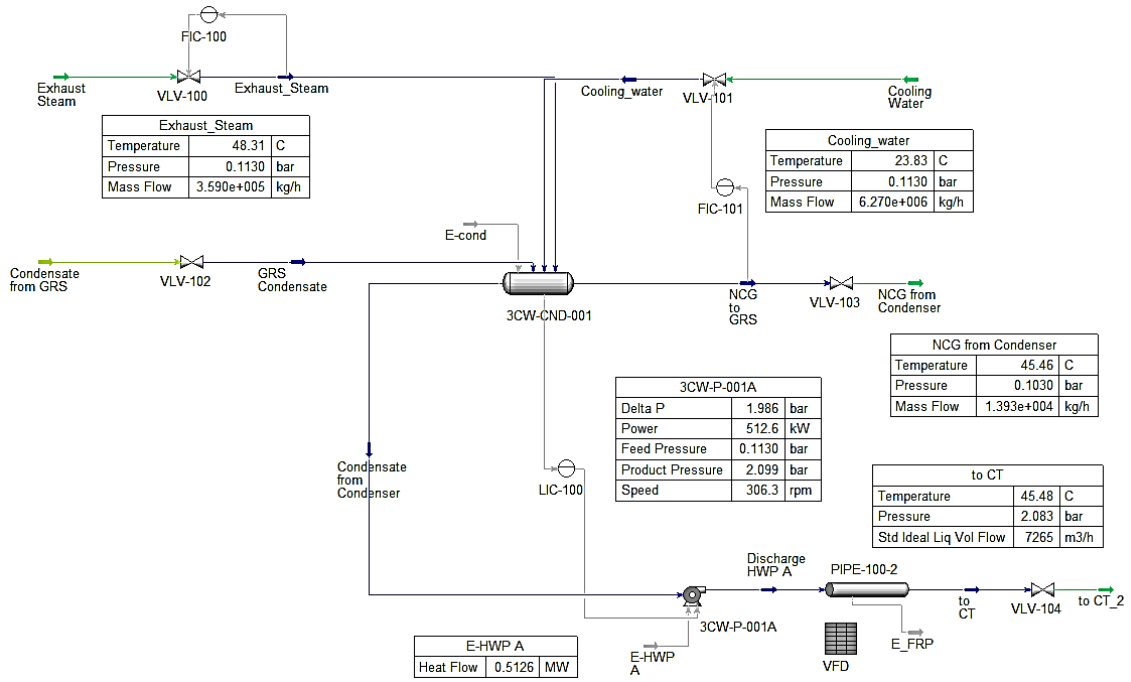 FIC-100
Exhaust
Steam
VLV-100
Exhaust_Steam
Cooling_water
VLV-101
Cooling
Water
Exhaust_Steam
Temperature 48.31 C
Pressure 0.1130 bar
Mass Flow 3.590e+005 kg/h
Cooling_water
Temperature 23.83 C
Pressure 0.1130 bar
Mass Flow 6.270e+006 kg/h
FIC-101
E-cond
Condensate
from GRS
VLV-102
GRS
Condensate
3CW-CND-001
NCG
to
GRS
VLV-103
NCG from
Condenser
NCG from Condenser
Temperature 45.46 C
Pressure 0.1030 bar
Mass Flow 1.393e+004 kg/h
3CW-P-001A
Delta P 1.986 bar
Power 512.6 kW
Feed Pressure 0.1130 bar
Product Pressure 2.099 bar
Speed 306.3 rpm
Condensate
from
Condenser
LIC-100
to CT
Temperature 45.48 C
Pressure 2.083 bar
Std Ideal Liq Vol Flow 7265 m3/h
Discharge
HWP A
PIPE-100-2
3CW-P-001A
to
CT
VLV-104
to CT_2
E-HWP A
Heat Flow 0.5126 MW
E-HWP
A
VFD
E_FRP